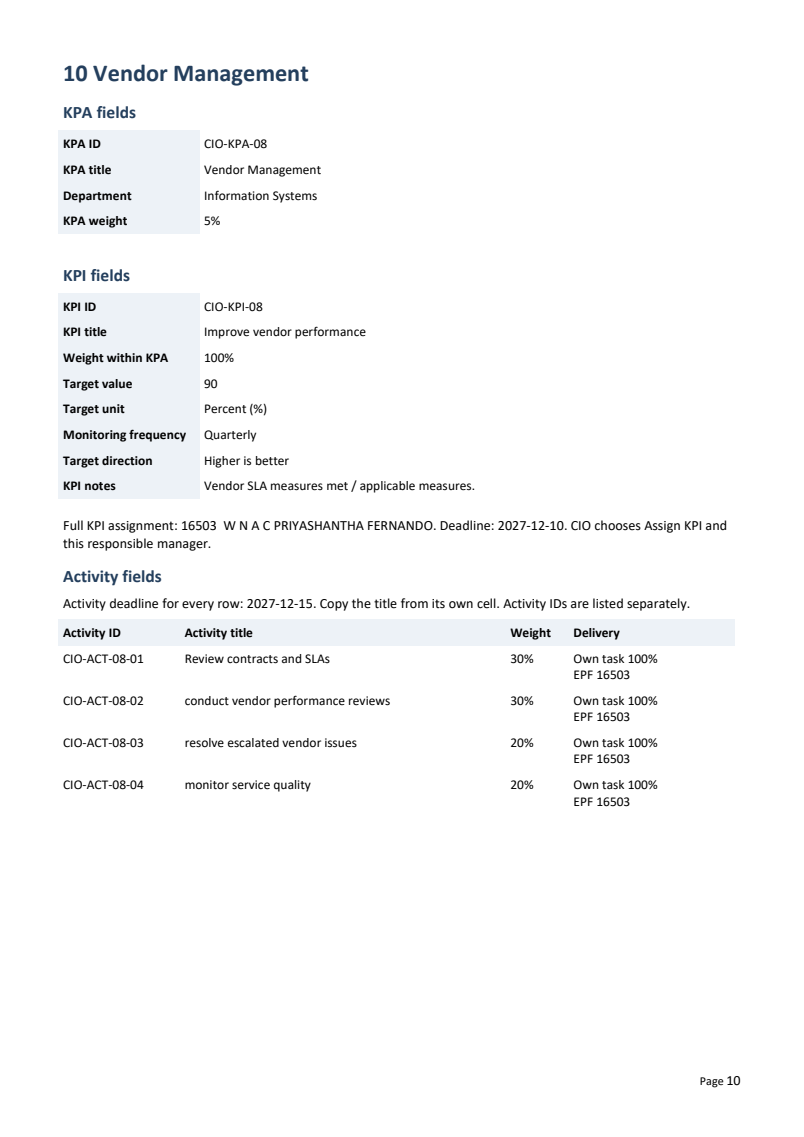 10 Vendor Management
KPA fields
KPA ID CIO-KPA-08
KPA title Vendor Management
Department Information Systems
KPA weight 5%
KPI fields
KPI ID CIO-KPI-08
KPI title Improve vendor performance
Weight within KPA 100%
Target value 90
Target unit Percent (%)
Monitoring frequency Quarterly
Target direction Higher is better
KPI notes Vendor SLA measures met / applicable measures.
Full KPI assignment: 16503  W N A C PRIYASHANTHA FERNANDO. Deadline: 2027-12-10. CIO chooses Assign KPI and
this responsible manager.
Activity fields
Activity deadline for every row: 2027-12-15. Copy the title from its own cell. Activity IDs are listed separately.
Activity ID Activity title Weight Delivery
CIO-ACT-08-01 Review contracts and SLAs 30% Own task 100%
EPF 16503
CIO-ACT-08-02 conduct vendor performance reviews 30% Own task 100%
EPF 16503
CIO-ACT-08-03 resolve escalated vendor issues 20% Own task 100%
EPF 16503
CIO-ACT-08-04 monitor service quality 20% Own task 100%
EPF 16503
Page 10